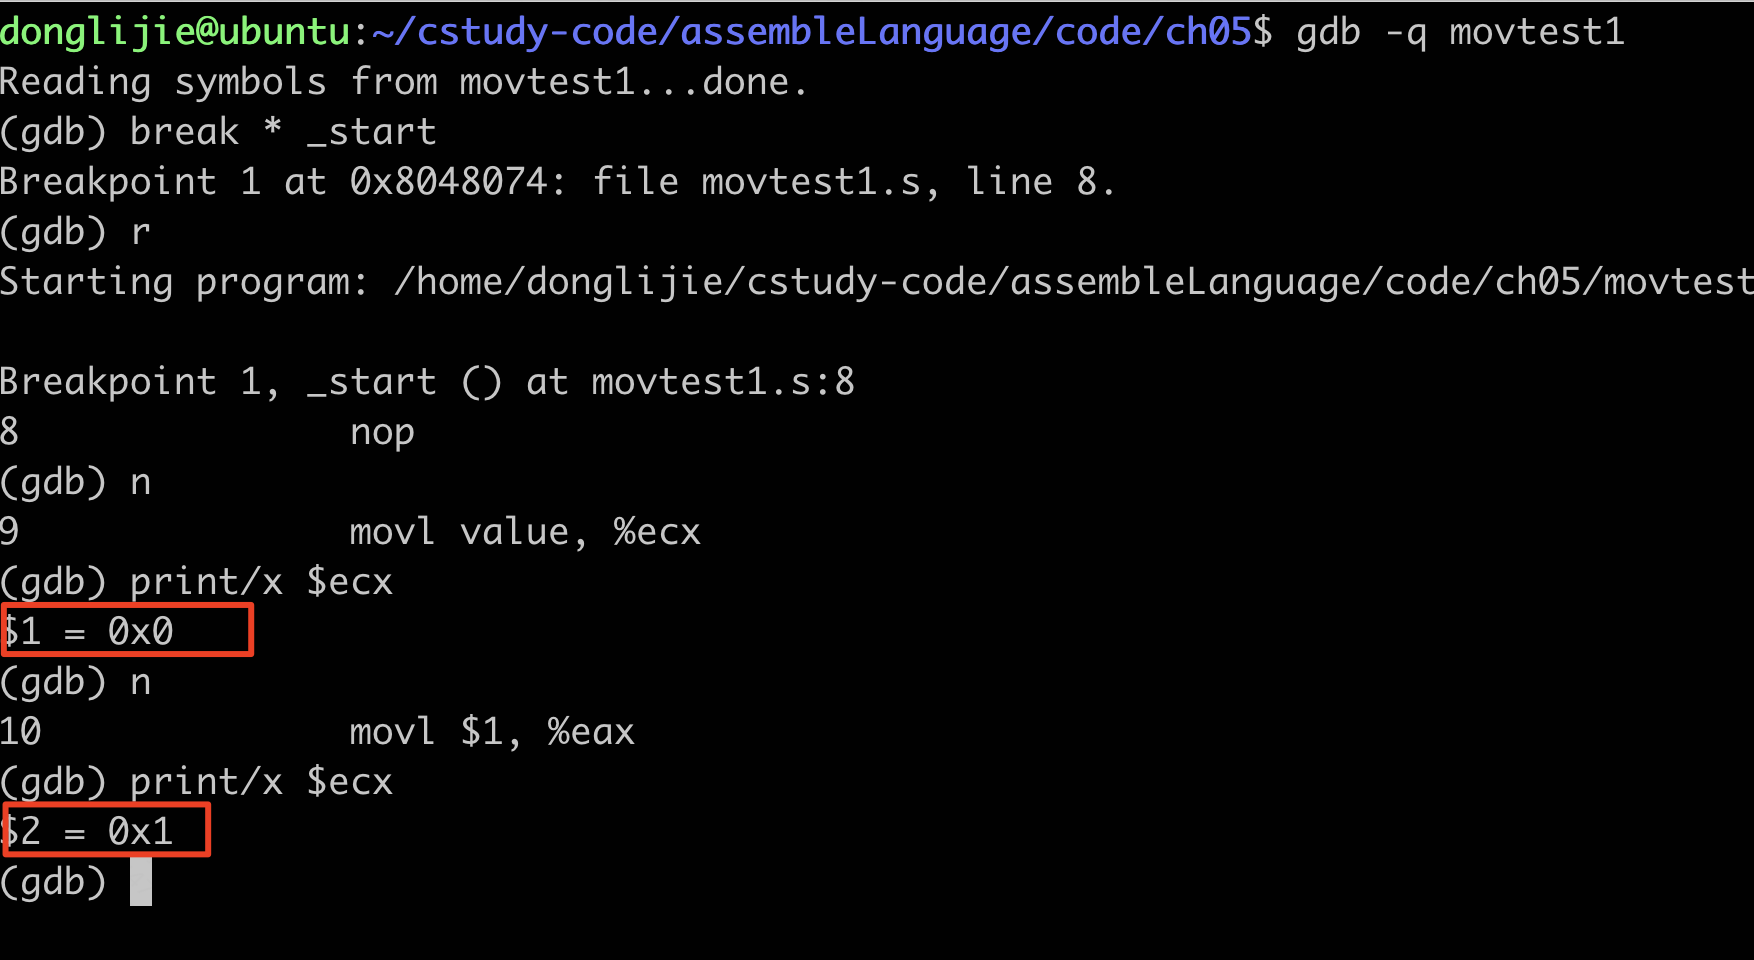 donglijie@ubuntu:~/cstudy-code/assembleLanguage/code/ch05$ gdb -q movtest1
Reading symbols from movtest1...done.
(gdb) break * _start
Breakpoint 1 at 0x8048074: file movtest1.s, line 8.
(gdb) r
Starting program: /home/donglijie/cstudy-code/assembleLanguage/code/ch05/movtest
Breakpoint 1, _start () at movtest1.s:8
8 nop
(gdb) n
9 movl value, %ecx
(gdb) print/x $ecx
$1 = 0x0
(gdb) n
10 movl $1, %eax
(gdb) print/x $ecx
$2 = 0x1
(gdb)